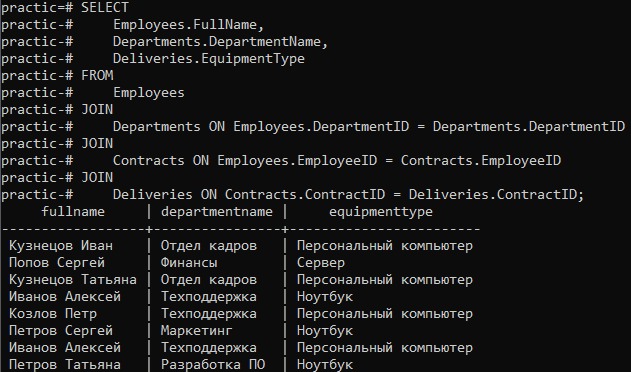 practic=# SELECT
practic-#     Employees.FullName,
practic-#     Departments.DepartmentName,
practic-#     Deliveries.EquipmentType
practic-# FROM
practic-#     Employees
practic-# JOIN
practic-#     Departments ON Employees.DepartmentID = Departments.DepartmentID
practic-# JOIN
practic-#     Contracts ON Employees.EmployeeID = Contracts.EmployeeID
practic-# JOIN
practic-#     Deliveries ON Contracts.ContractID = Deliveries.ContractID;
     fullname     | departmentname |     equipmenttype
------------------+----------------+------------------------
 Кузнецов Иван    | Отдел кадров   | Персональный компьютер
 Попов Сергей     | Финансы        | Сервер
 Кузнецов Татьяна | Отдел кадров   | Персональный компьютер
 Иванов Алексей   | Техподдержка   | Ноутбук
 Козлов Петр      | Техподдержка   | Персональный компьютер
 Петров Сергей    | Маркетинг      | Ноутбук
 Иванов Алексей   | Техподдержка   | Персональный компьютер
 Петров Татьяна   | Разработка ПО  | Ноутбук